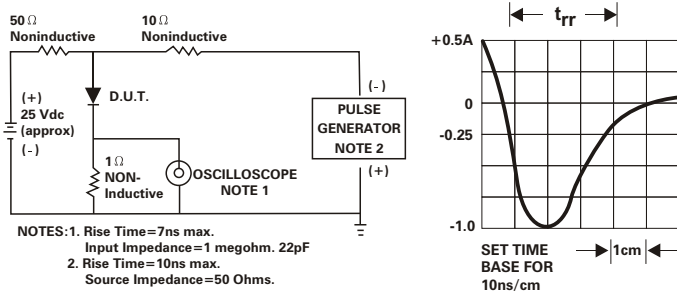 50Ω
Noninductive
10Ω
Noninductive
(+)
25 Vdc
(approx)
(-)
D.U.T.
1Ω
NON-
Inductive
OSCILLOSCOPE
NOTE 1
(-)
PULSE
GENERATOR
NOTE 2
(+)
NOTES:1. Rise Time=7ns max.
Input Impedance=1 megohm. 22pF
2. Rise Time=10ns max.
Source Impedance=50 Ohms.
trr
+0.5A
0
-0.25
-1.0
SET TIME
BASE FOR
10ns/cm
1cm